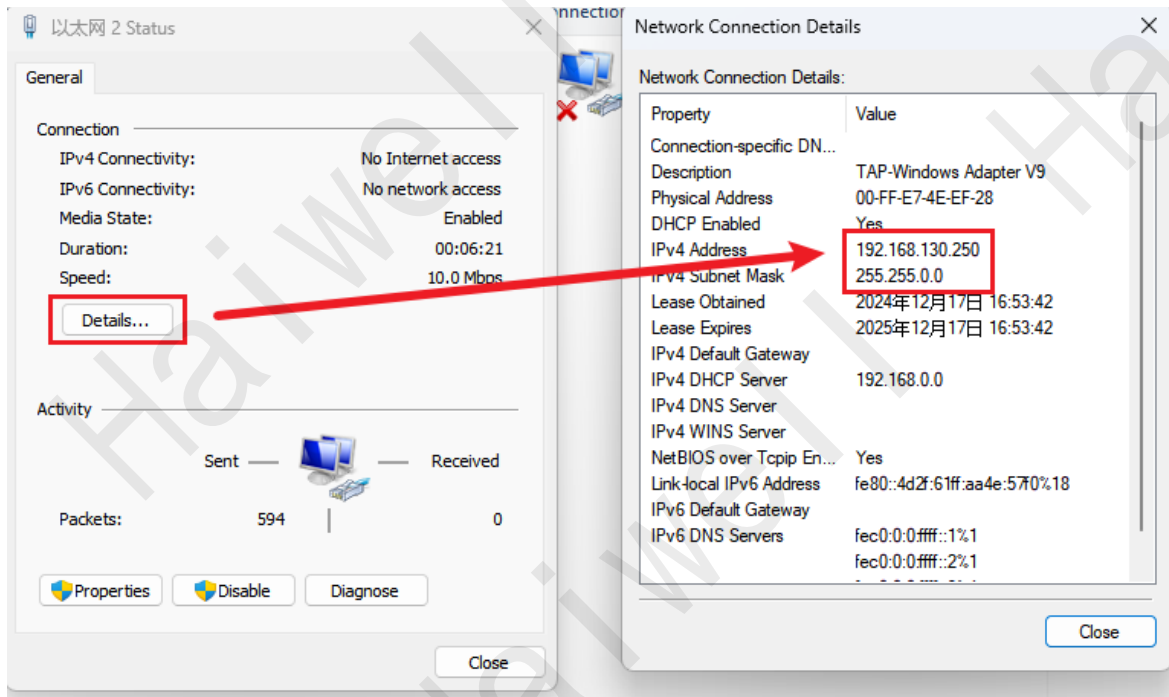 以太网 2 Status
General
Connection
IPv4 Connectivity: No Internet access
IPv6 Connectivity: No network access
Media State: Enabled
Duration: 00:06:21
Speed: 10.0 Mbps
Details...
Activity
Sent — — Received
Packets: 594 | 0
Properties Disable Diagnose
Close
Network Connection Details
Network Connection Details:
Property Value
Connection-specific DN...
Description TAP-Windows Adapter V9
Physical Address 00-FF-E7-4E-EF-28
DHCP Enabled Yes
IPv4 Address 192.168.130.250
IPv4 Subnet Mask 255.255.0.0
Lease Obtained 2024年12月17日 16:53:42
Lease Expires 2025年12月17日 16:53:42
IPv4 Default Gateway
IPv4 DHCP Server 192.168.0.0
IPv4 DNS Server
IPv4 WINS Server
NetBIOS over Tcpip En... Yes
Link-local IPv6 Address fe80::4d2f:61ff:aa4e:57f0%18
IPv6 Default Gateway
IPv6 DNS Servers fec0:0:0:ffff::1%1
fec0:0:0:ffff::2%1
Close
Haiwell